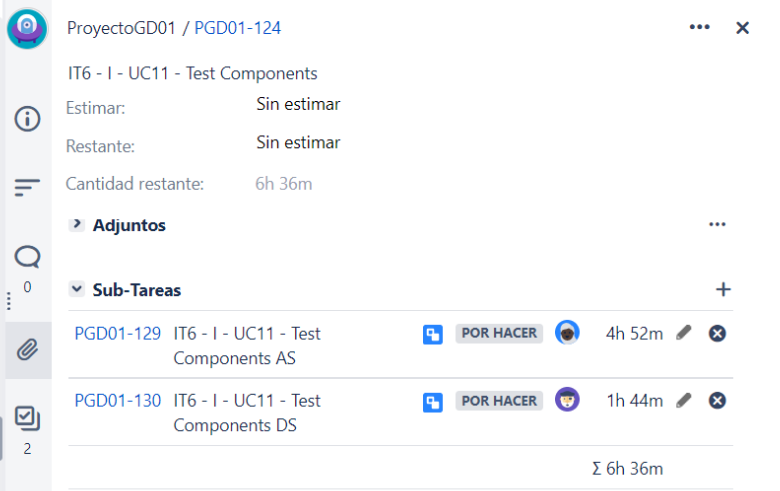 ProyectoGD01 / PGD01-124
IT6 - I - UC11 - Test Components
Estimar: Sin estimar
Restante: Sin estimar
Cantidad restante: 6h 36m
Adjuntos
0
Sub-Tareas
PGD01-129 IT6 - I - UC11 - Test POR HACER 4h 52m
Components AS
PGD01-130 IT6 - I - UC11 - Test POR HACER 1h 44m
Components DS
2
Σ 6h 36m